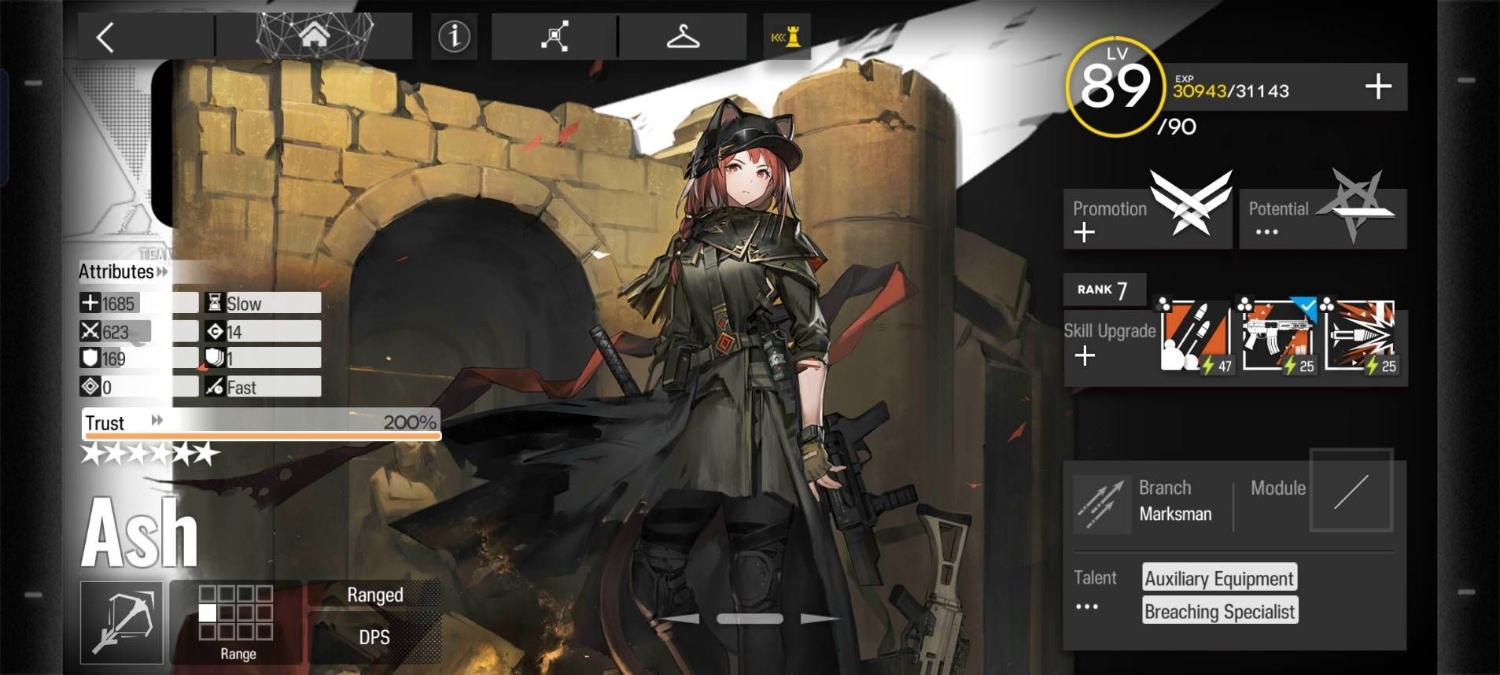 LV
89
/90
EXP
30943/31143
Promotion
Potential
RANK 7
Skill Upgrade
47
25
25
Attributes
1685
Slow
623
14
169
1
0
Fast
Trust
200%
Ash
Range
Ranged
DPS
Branch
Marksman
Module
Talent
Auxiliary Equipment
Breaching Specialist